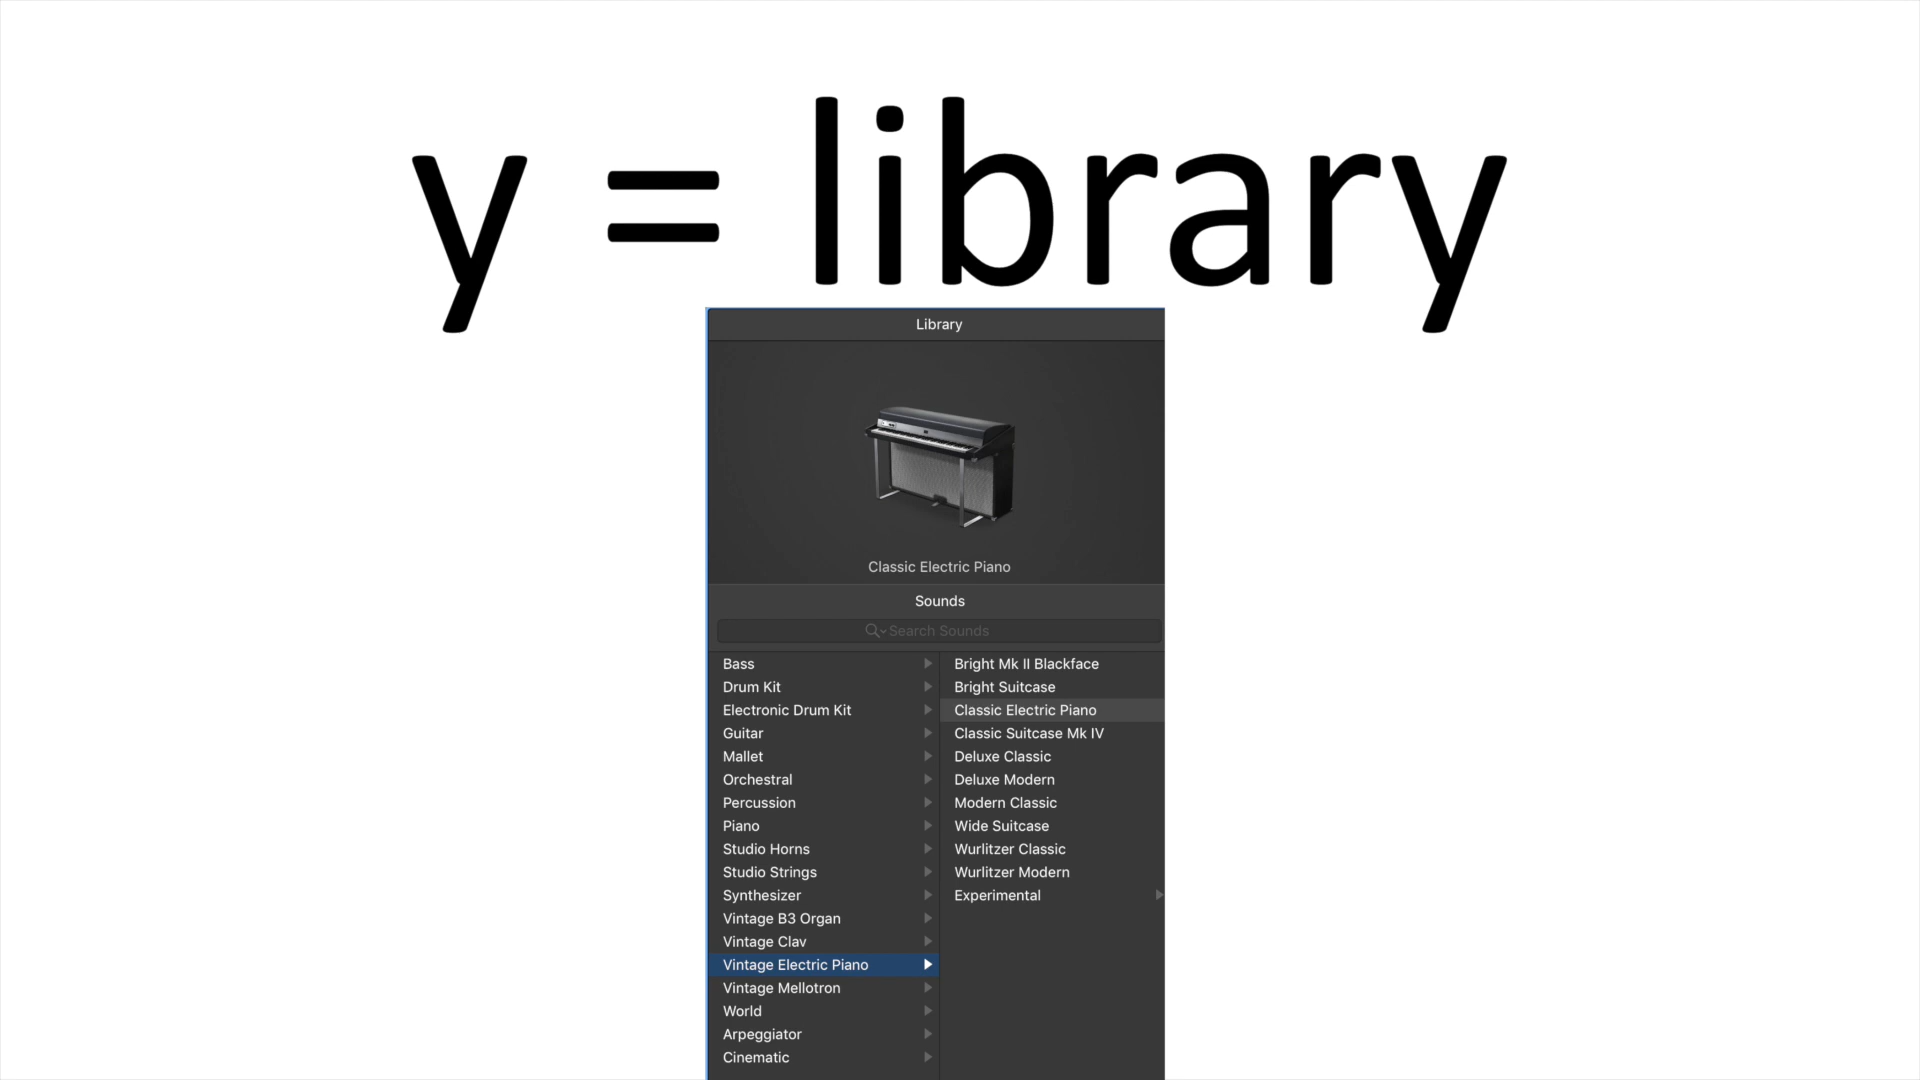 y = library
Library
Classic Electric Piano
Sounds
Search Sounds
Bass
Drum Kit
Electronic Drum Kit
Guitar
Mallet
Orchestral
Percussion
Piano
Studio Horns
Studio Strings
Synthesizer
Vintage B3 Organ
Vintage Clav
Vintage Electric Piano
Vintage Mellotron
World
Arpeggiator
Cinematic
Bright Mk II Blackface
Bright Suitcase
Classic Electric Piano
Classic Suitcase Mk IV
Deluxe Classic
Deluxe Modern
Modern Classic
Wide Suitcase
Wurlitzer Classic
Wurlitzer Modern
Experimental